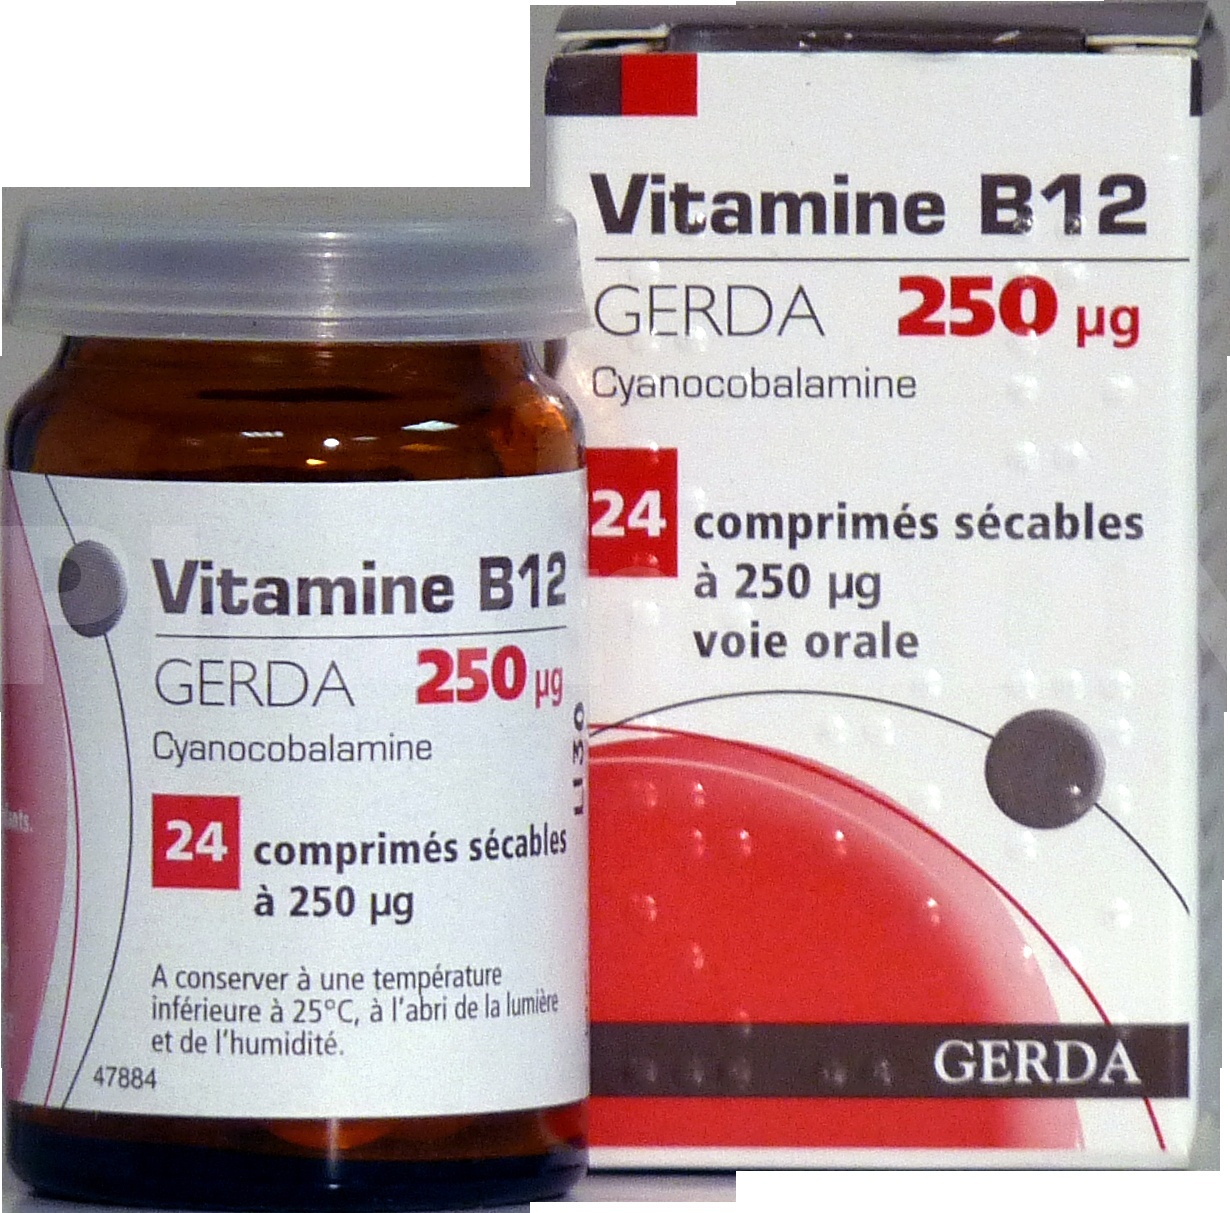 Vitamine B12
GERDA 250 µg
Cyanocobalamine
24 comprimés sécables
à 250 µg
voie orale
GERDA
Vitamine B12
GERDA 250 µg
Cyanocobalamine
24 comprimés sécables
à 250 µg
A conserver à une température
inférieure à 25°C, à l'abri de la lumière
et de l'humidité.
47884